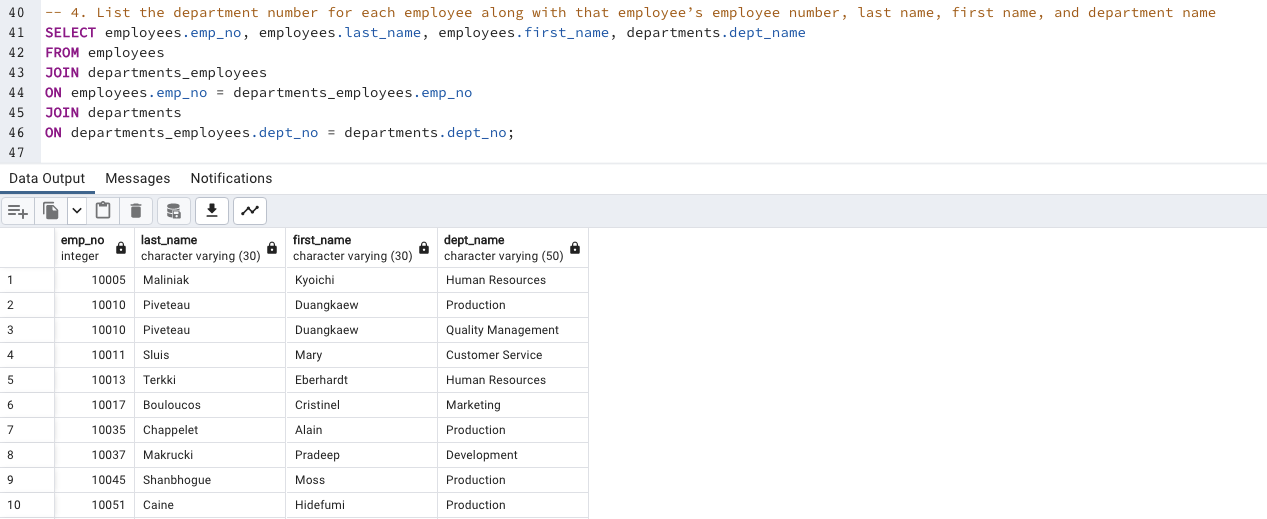 40 -- 4. List the department number for each employee along with that employee’s employee number, last name, first name, and department name
41 SELECT employees.emp_no, employees.last_name, employees.first_name, departments.dept_name
42 FROM employees
43 JOIN departments_employees
44 ON employees.emp_no = departments_employees.emp_no
45 JOIN departments
46 ON departments_employees.dept_no = departments.dept_no;
47
Data Output Messages Notifications
emp_no last_name first_name dept_name
integer character varying (30) character varying (30) character varying (50)
1 10005 Maliniak Kyoichi Human Resources
2 10010 Piveteau Duangkaew Production
3 10010 Piveteau Duangkaew Quality Management
4 10011 Sluis Mary Customer Service
5 10013 Terkki Eberhardt Human Resources
6 10017 Bouloucos Cristinel Marketing
7 10035 Chappelet Alain Production
8 10037 Makrucki Pradeep Development
9 10045 Shanbhogue Moss Production
10 10051 Caine Hidefumi Production